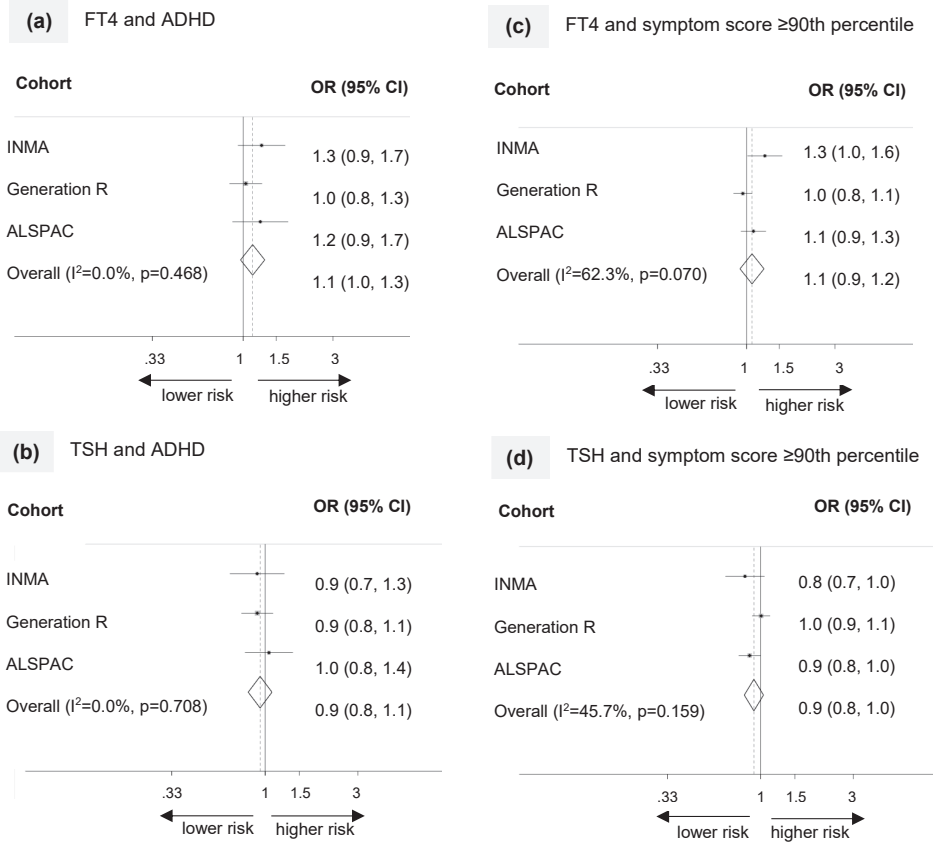 (a) FT4 and ADHD
Cohort OR (95% CI)
INMA 1.3 (0.9, 1.7)
Generation R 1.0 (0.8, 1.3)
ALSPAC 1.2 (0.9, 1.7)
Overall (I²=0.0%, p=0.468) 1.1 (1.0, 1.3)
.33 1 1.5 3
lower risk higher risk
(c) FT4 and symptom score ≥90th percentile
Cohort OR (95% CI)
INMA 1.3 (1.0, 1.6)
Generation R 1.0 (0.8, 1.1)
ALSPAC 1.1 (0.9, 1.3)
Overall (I²=62.3%, p=0.070) 1.1 (0.9, 1.2)
.33 1 1.5 3
lower risk higher risk
(b) TSH and ADHD
Cohort OR (95% CI)
INMA 0.9 (0.7, 1.3)
Generation R 0.9 (0.8, 1.1)
ALSPAC 1.0 (0.8, 1.4)
Overall (I²=0.0%, p=0.708) 0.9 (0.8, 1.1)
.33 1 1.5 3
lower risk higher risk
(d) TSH and symptom score ≥90th percentile
Cohort OR (95% CI)
INMA 0.8 (0.7, 1.0)
Generation R 1.0 (0.9, 1.1)
ALSPAC 0.9 (0.8, 1.0)
Overall (I²=45.7%, p=0.159) 0.9 (0.8, 1.0)
.33 1 1.5 3
lower risk higher risk